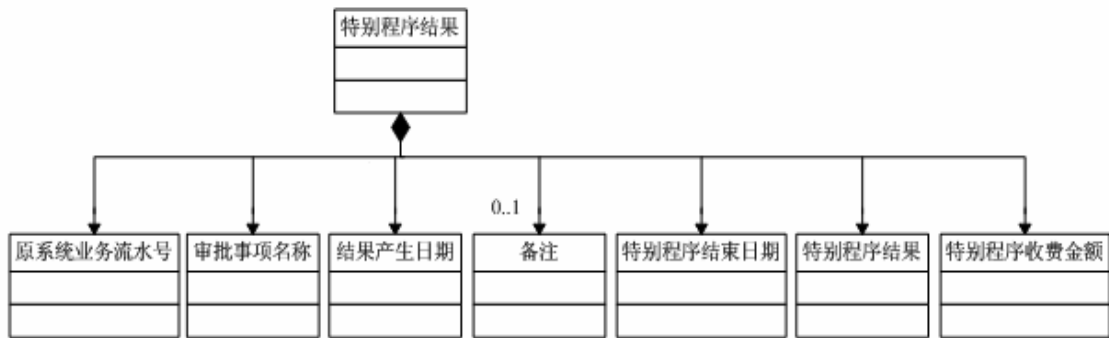 特别程序结果
0..1
原系统业务流水号
审批事项名称
结果产生日期
备注
特别程序结束日期
特别程序结果
特别程序收费金额